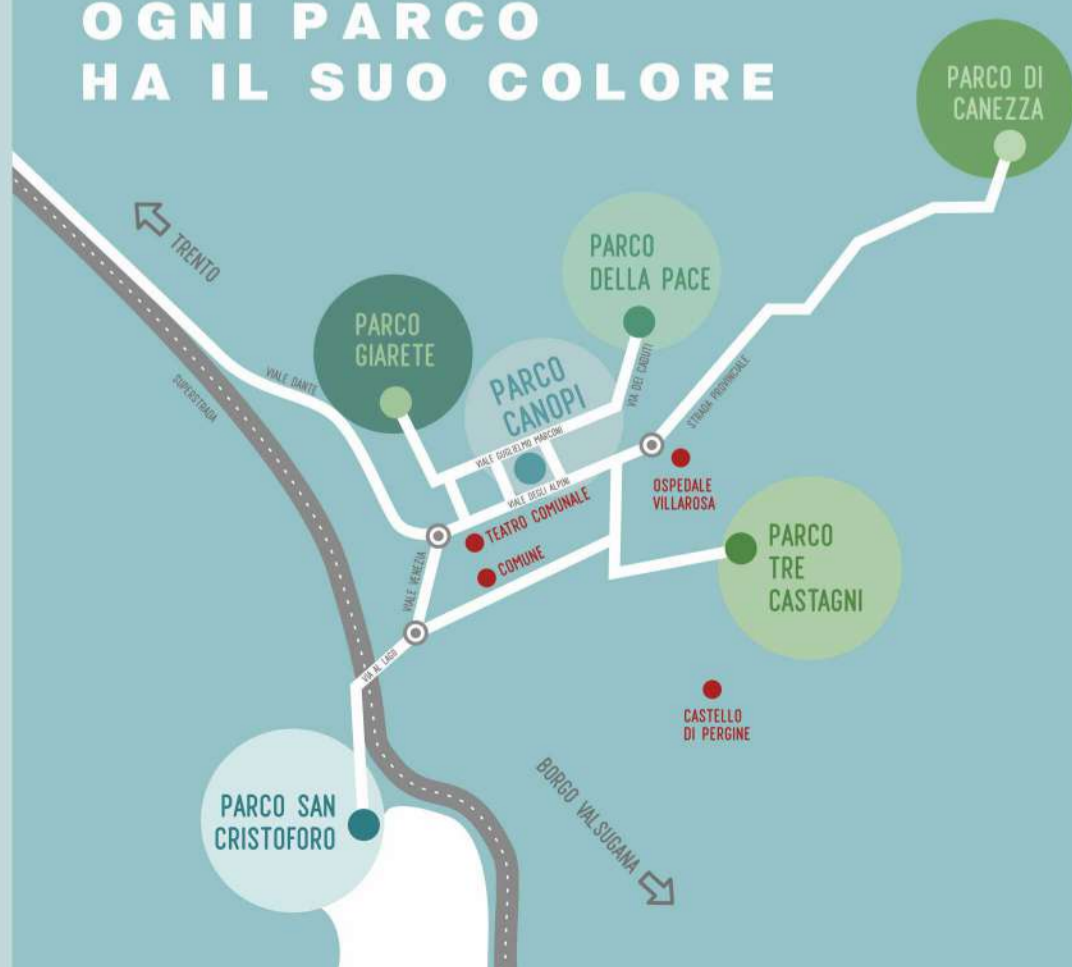 OGNI PARCO
HA IL SUO COLORE
PARCO DI
CANEZZA
TRENTO
PARCO
DELLA PACE
PARCO
GIARETE
SUPERSTRADA
VIALE DANTE
PARCO
CANOPI
VIA DEI CADUTI
STRADA PROVINCIALE
VIALE GUGLIELMO MARCONI
VIALE DEGLI ALPINI
OSPEDALE
VILLAROSA
TEATRO COMUNALE
COMUNE
VIALE VENEZIA
PARCO
TRE
CASTAGNI
VIA AL LAGO
CASTELLO
DI PERGINE
PARCO SAN
CRISTOFORO
BORGO VALSUGANA